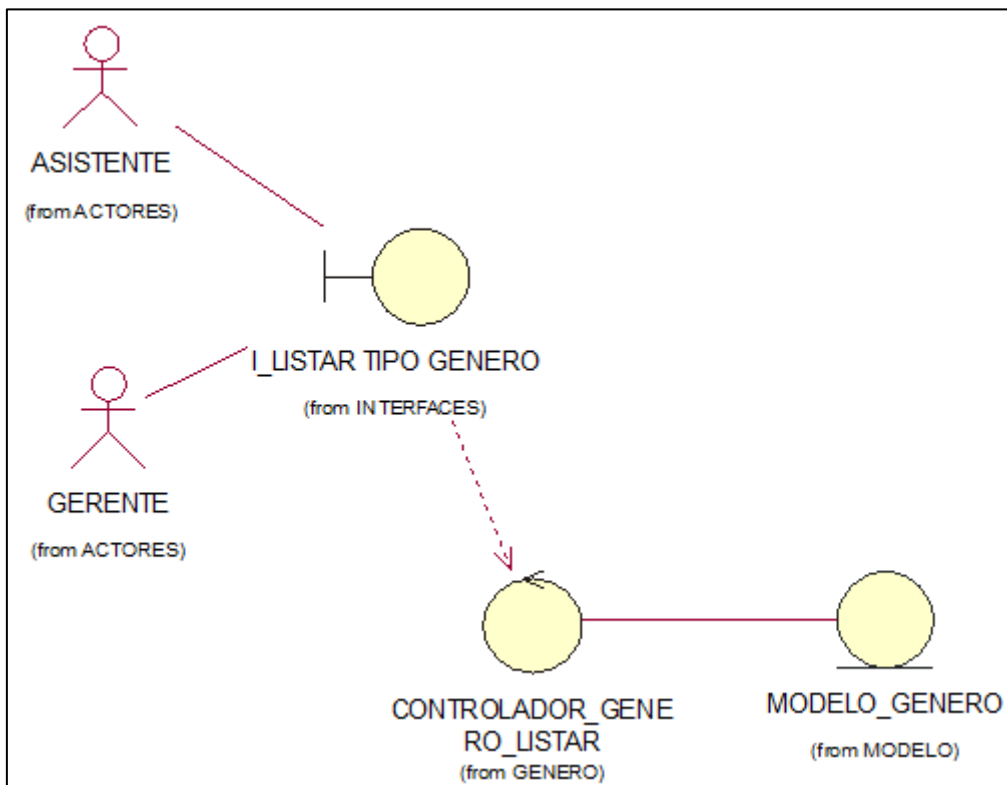 ASISTENTE
(from ACTORES)
I_LISTAR TIPO GENERO
(from INTERFACES)
GERENTE
(from ACTORES)
CONTROLADOR_GENE
RO_LISTAR
(from GENERO)
MODELO_GENERO
(from MODELO)